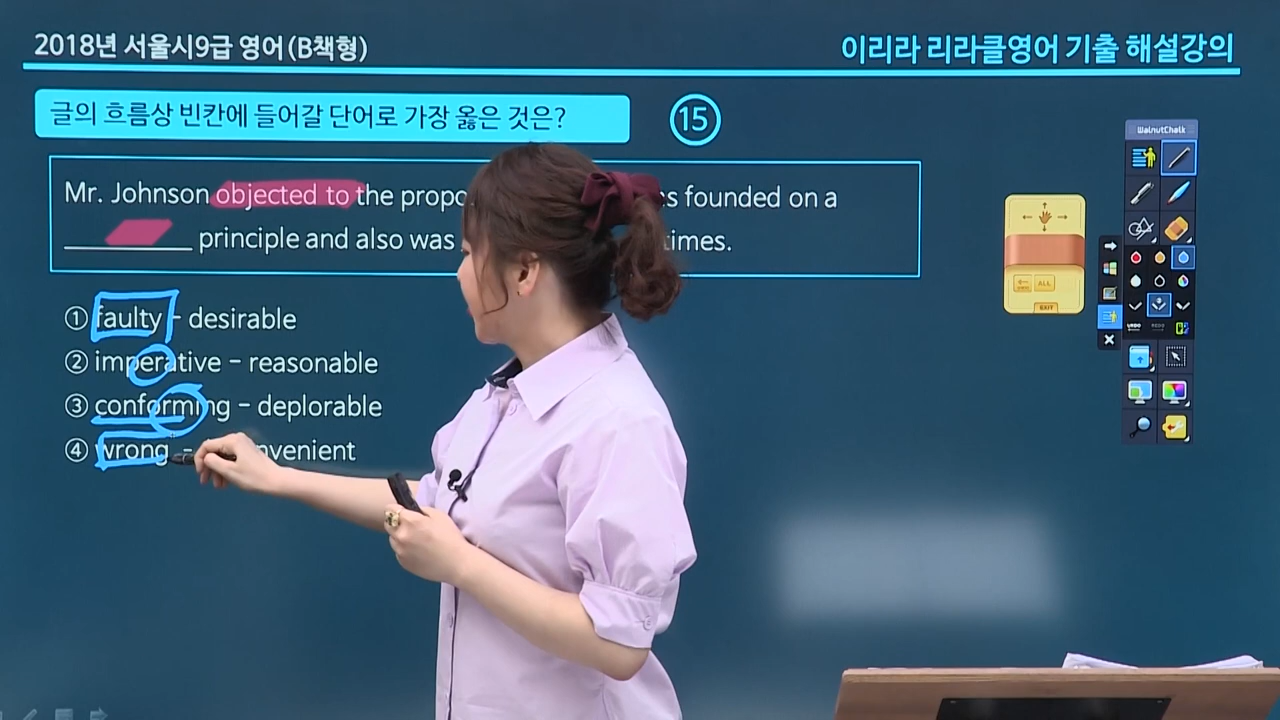 2018년 서울시9급 영어(B책형)
이리라 리라클영어 기출 해설강의
글의 흐름상 빈칸에 들어갈 단어로 가장 옳은 것은?
15
Mr. Johnson objected to the founded on a
principle and also was times.
① faulty - desirable
② imperative - reasonable
③ conforming - deplorable
④ wrong -
WalnutChalk
ALL
EXIT
UNDO
REDO